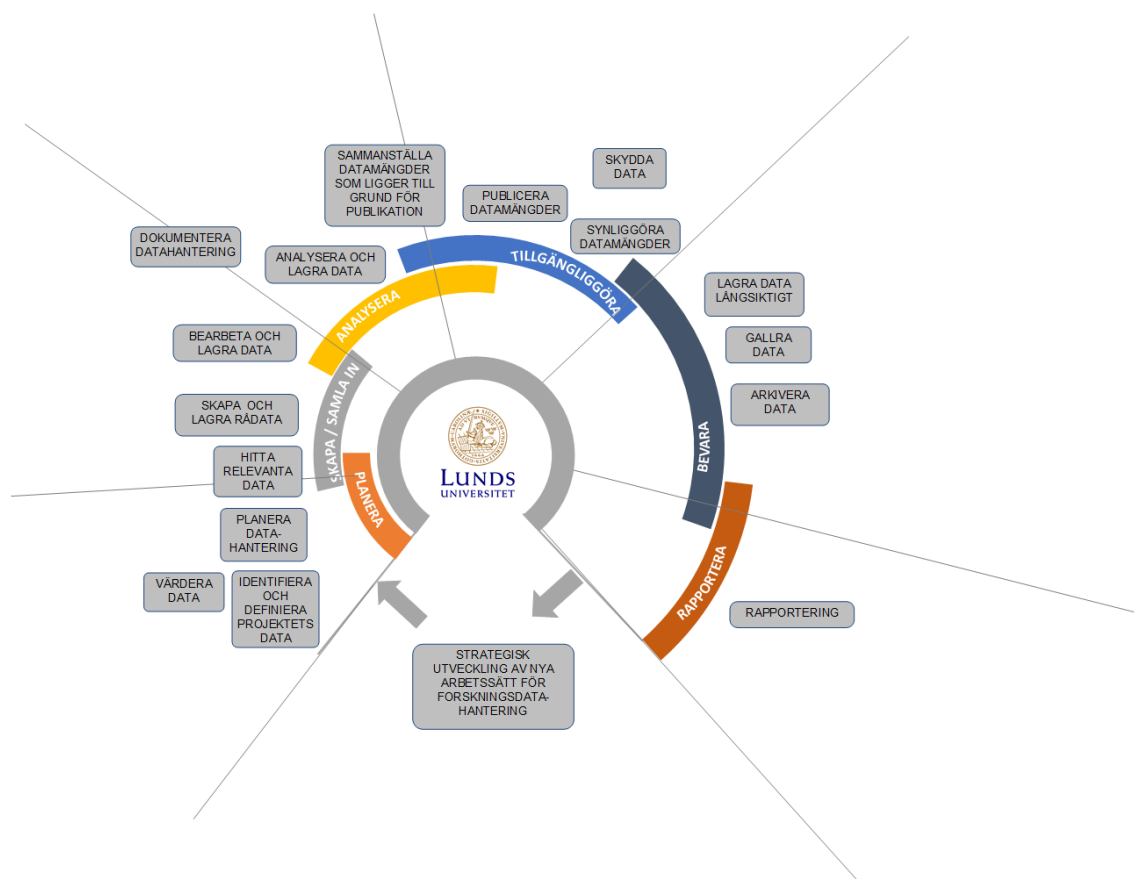 SAMMANSTÄLLA
DATAMÄNGDER
SOM LIGGER TILL
GRUND FÖR
PUBLIKATION
SKYDDA
DATA
PUBLICERA
DATAMÄNGDER
SYNLIGGÖRA
DATAMÄNGDER
DOKUMENTERA
DATAHANTERING
ANALYSERA OCH
LAGRA DATA
TILLGÄNGLIGGÖRA
LAGRA DATA
LÅNGSIKTIGT
ANALYSERA
BEARBETA OCH
LAGRA DATA
GALLRA
DATA
SKAPA OCH
LAGRA RÅDATA
SKAPA / SAMLA IN
ARKIVERA
DATA
BEVARA
HITTA
RELEVANTA
DATA
PLANERA
LUNDS
UNIVERSITET
PLANERA
DATA-
HANTERING
VÄRDERA
DATA
IDENTIFIERA
OCH
DEFINIERA
PROJEKTETS
DATA
RAPPORTERA
RAPPORTERING
STRATEGISK
UTVECKLING AV NYA
ARBETSSÄTT FÖR
FORSKNINGSDATA-
HANTERING